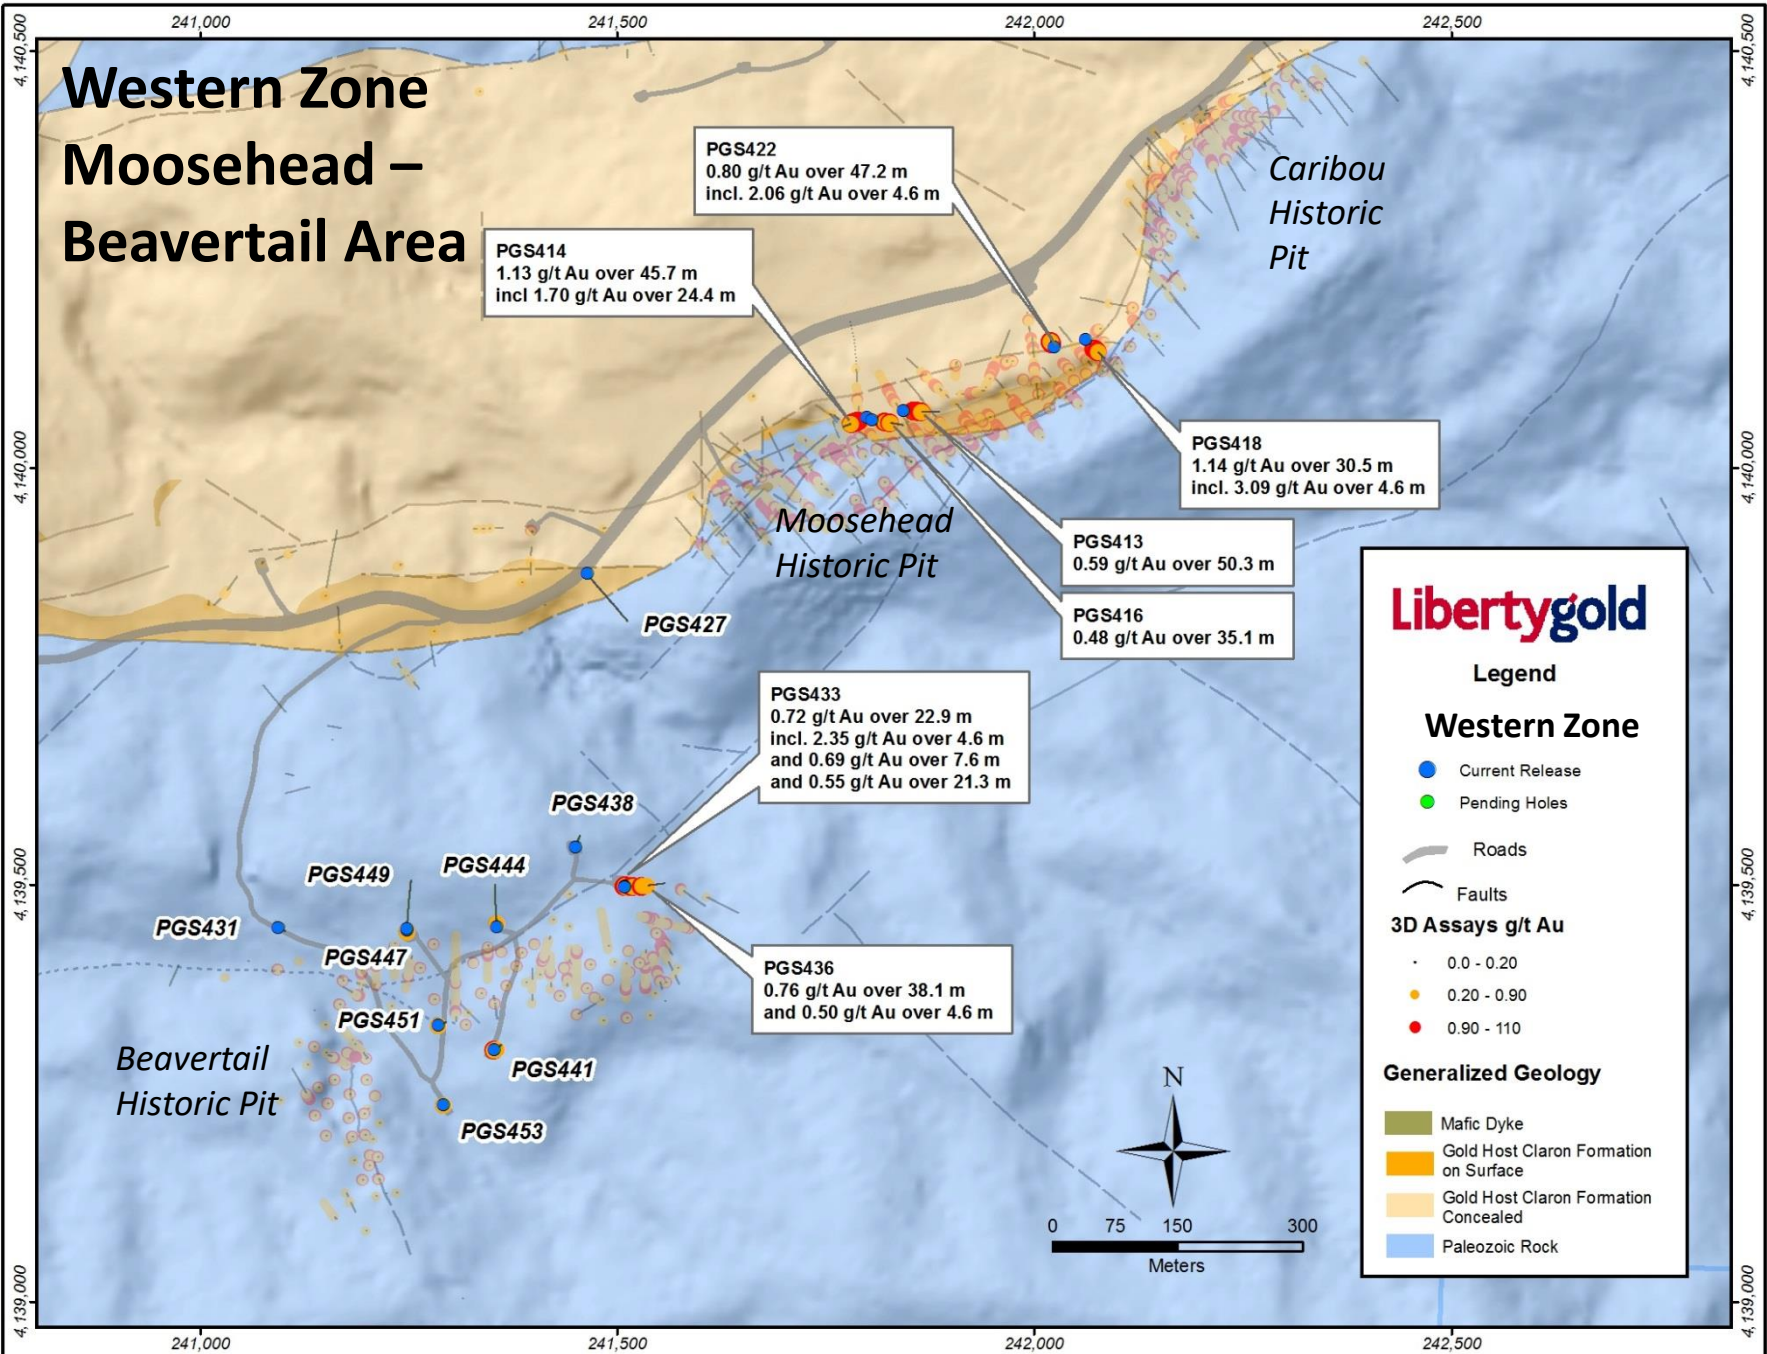 241,000
241,500
242,000
242,500
4,140,500
4,140,500
Western Zone
Moosehead –
Beavertail Area
PGS422
0.80 g/t Au over 47.2 m
incl. 2.06 g/t Au over 4.6 m
Caribou
Historic
Pit
PGS414
1.13 g/t Au over 45.7 m
incl 1.70 g/t Au over 24.4 m
4,140,000
4,140,000
PGS418
1.14 g/t Au over 30.5 m
incl. 3.09 g/t Au over 4.6 m
Moosehead
Historic Pit
PGS413
0.59 g/t Au over 50.3 m
PGS416
0.48 g/t Au over 35.1 m
PGS427
PGS433
0.72 g/t Au over 22.9 m
incl. 2.35 g/t Au over 4.6 m
and 0.69 g/t Au over 7.6 m
and 0.55 g/t Au over 21.3 m
PGS438
PGS449
PGS444
4,139,500
4,139,500
PGS431
PGS447
PGS436
0.76 g/t Au over 38.1 m
and 0.50 g/t Au over 4.6 m
PGS451
Beavertail
Historic Pit
PGS441
PGS453
N
0 75 150 300
Meters
Libertygold
Legend
Western Zone
Current Release
Pending Holes
Roads
Faults
3D Assays g/t Au
0.0 - 0.20
0.20 - 0.90
0.90 - 110
Generalized Geology
Mafic Dyke
Gold Host Claron Formation
on Surface
Gold Host Claron Formation
Concealed
Paleozoic Rock
4,139,000
4,139,000
241,000
241,500
242,000
242,500